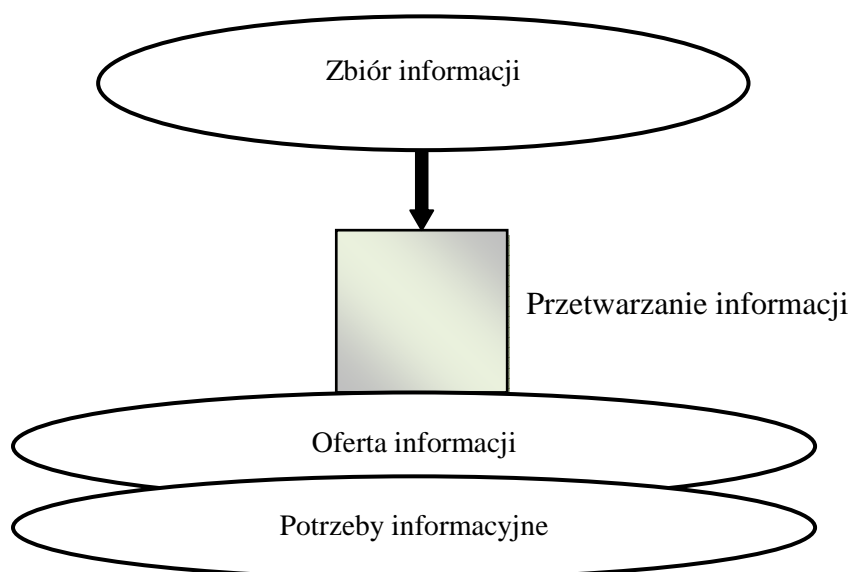 Zbiór informacji
Przetwarzanie informacji
Oferta informacji
Potrzeby informacyjne